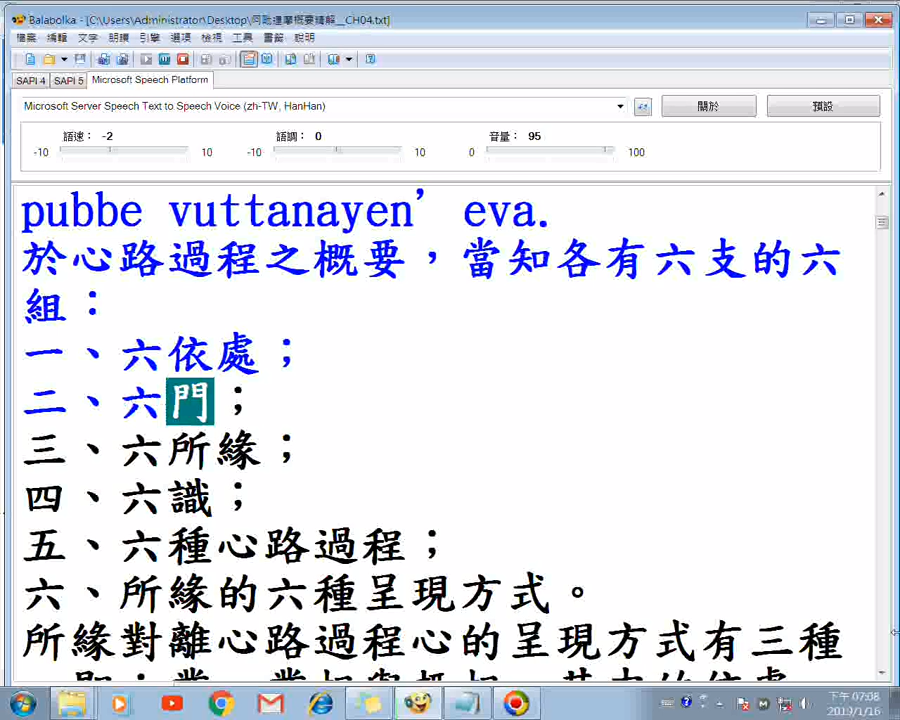 Balabolka - [C:\Users\Administrator\Desktop\阿毗達摩概要精解__CH04.txt]
檔案 編輯 文字 朗讀 引擎 選項 檢視 工具 書籤 說明
SAPI 4 SAPI 5 Microsoft Speech Platform
Microsoft Server Speech Text to Speech Voice (zh-TW, HanHan) 關於 預設
語速： -2 語調： 0 音量： 95
-10 10 -10 10 0 100
pubbe vuttanayen’ eva.
於心路過程之概要，當知各有六支的六
組：
一、六依處；
二、六門；
三、六所緣；
四、六識；
五、六種心路過程；
六、所緣的六種呈現方式。
所緣對離心路過程心的呈現方式有三種
下午 07:08
2019/1/16